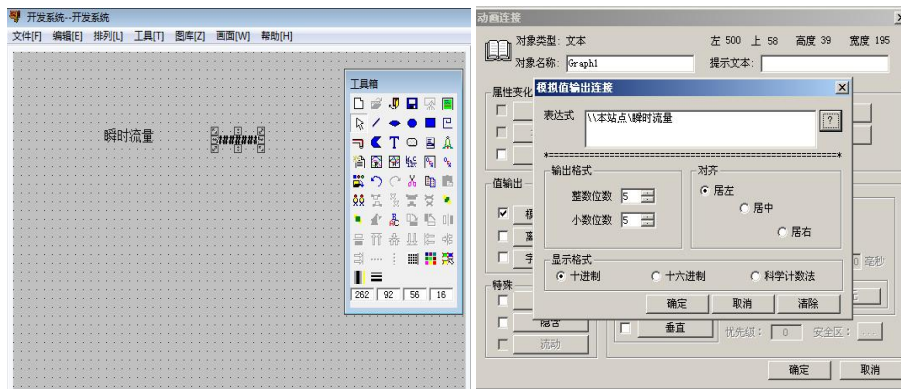 开发系统--开发系统
文件[F] 编辑[E] 排列[L] 工具[T] 图库[Z] 画面[W] 帮助[H]
工具箱
瞬时流量 #######
262 92 56 16
动画连接
对象类型: 文本 左 500 上 58 高度 39 宽度 195
对象名称: Graph1 提示文本:
属性变化
模拟值输出连接
表达式 \\本站点\瞬时流量 ?
输出格式 对齐
整数位数 5 居左
居中
小数位数 5
居右
显示格式
十进制 十六进制 科学计数法
确定 取消 清除
值输出
模
离
字
0 毫秒
特殊
隐含 垂直 优先级: 0 安全区: ...
流动
确定 取消